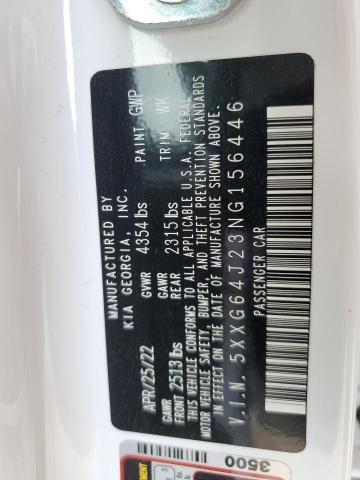 MANUFACTURED BY
KIA GEORGIA, INC.
APR/25/22 GVWR 4354 lbs PAINT GWP
GAWR FRONT 2513 lbs GAWR REAR 2315 lbs TRIM WK
THIS VEHICLE CONFORMS TO ALL APPLICABLE U.S.A. FEDERAL
MOTOR VEHICLE SAFETY, BUMPER, AND THEFT PREVENTION STANDARDS
IN EFFECT ON THE DATE OF MANUFACTURE SHOWN ABOVE.
V.I.N. 5XXG64J23NG156446
PASSENGER CAR
3500